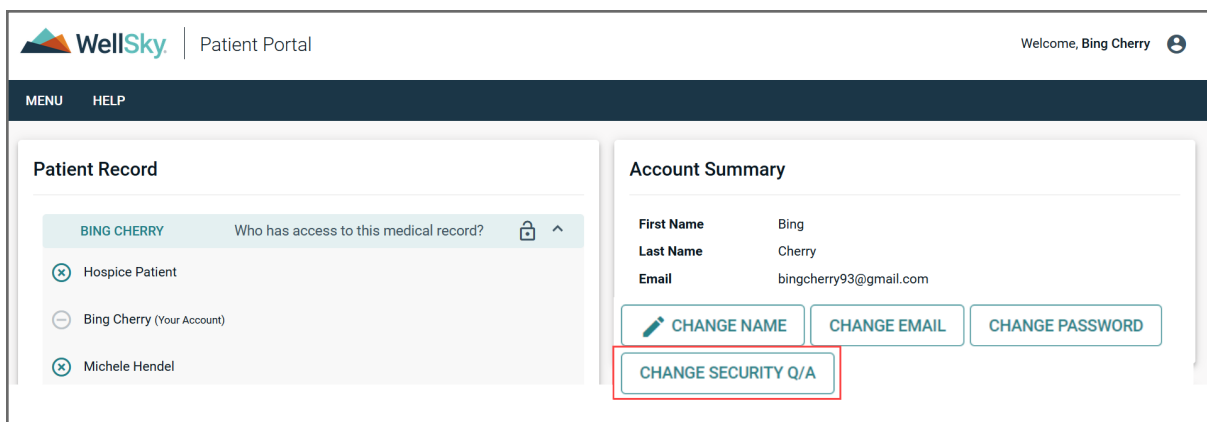 WellSky. Patient Portal
Welcome, Bing Cherry
MENU HELP
Patient Record
BING CHERRY Who has access to this medical record?
Hospice Patient
Bing Cherry (Your Account)
Michele Hendel
Account Summary
First Name Bing
Last Name Cherry
Email bingcherry93@gmail.com
CHANGE NAME CHANGE EMAIL CHANGE PASSWORD
CHANGE SECURITY Q/A